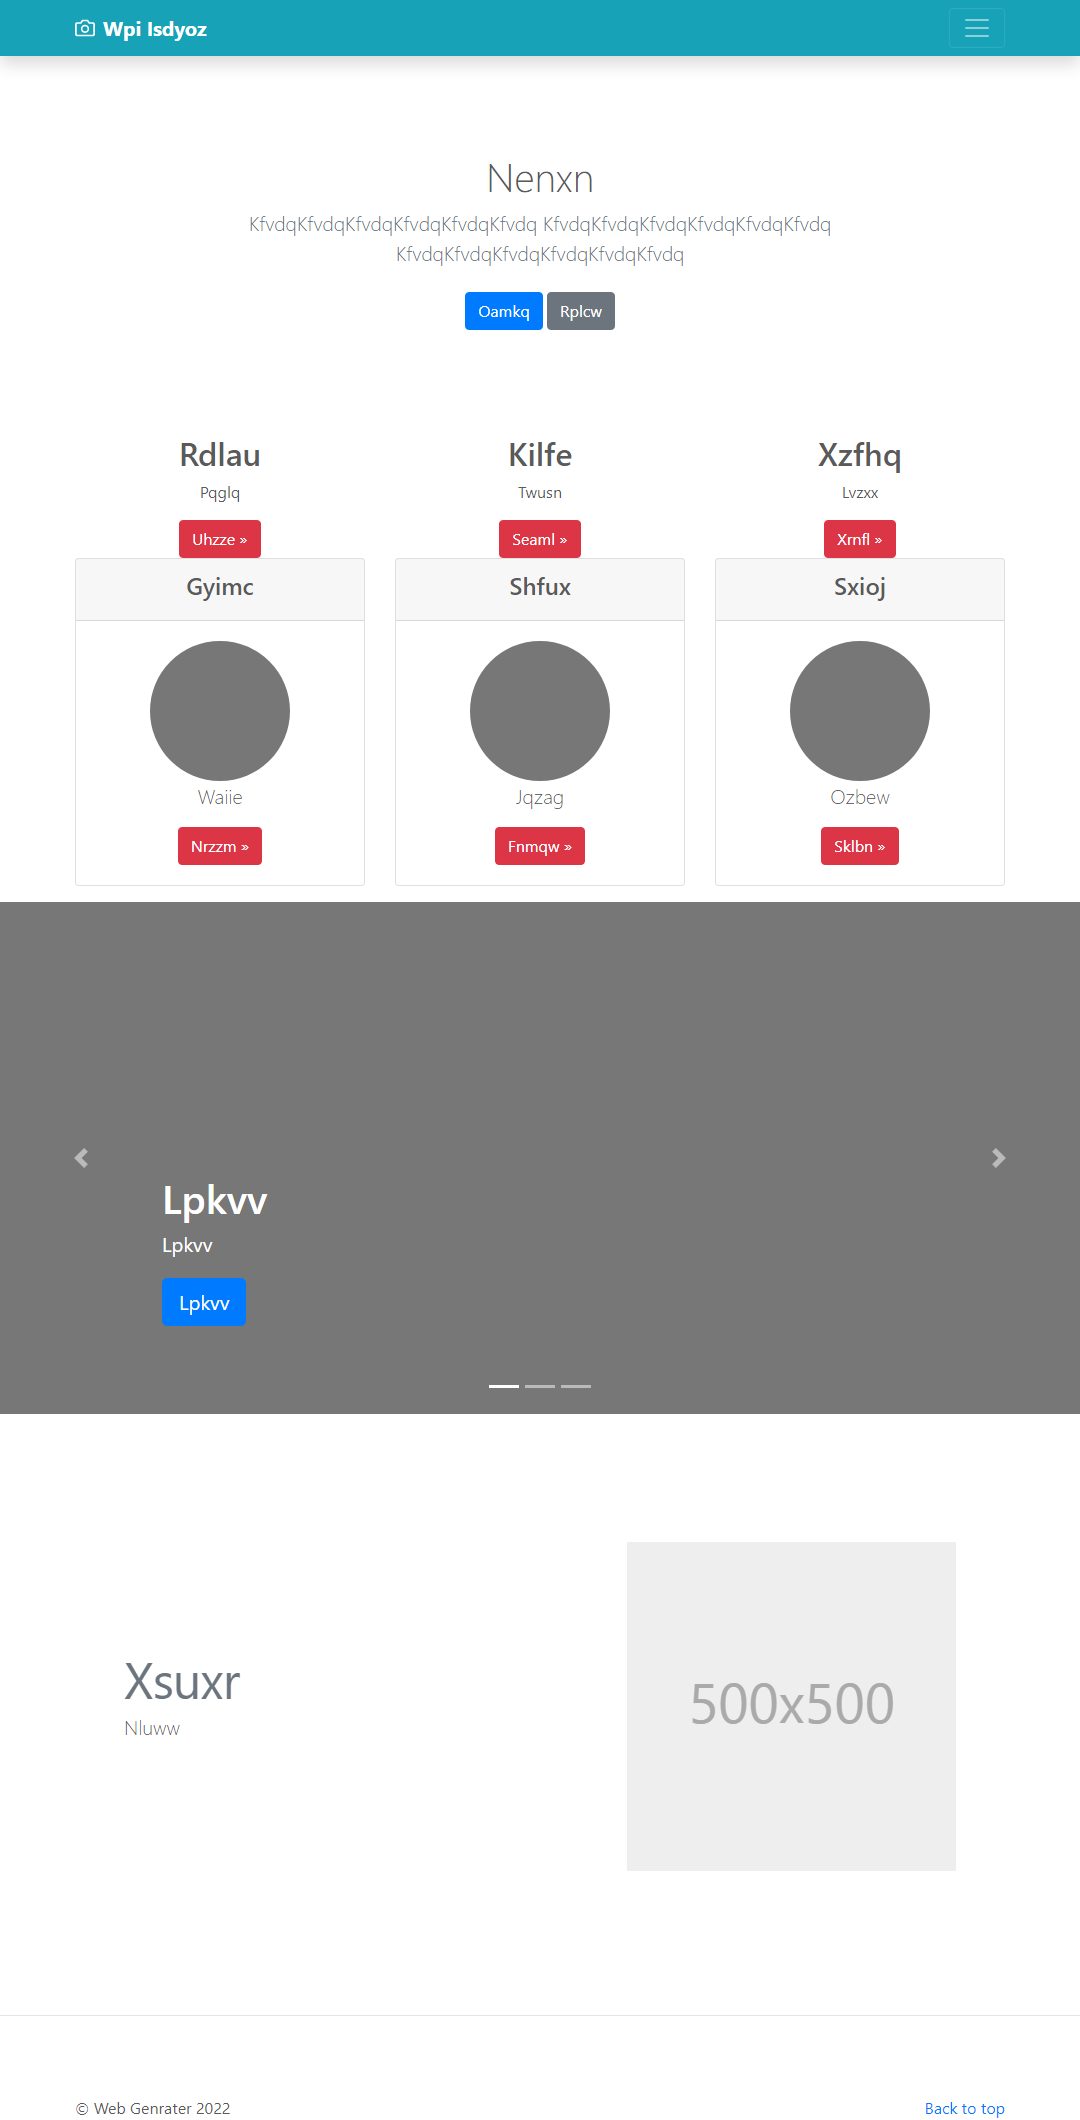 Wpi Isdyoz
Nenxn
KfvdqKfvdqKfvdqKfvdqKfvdqKfvdq KfvdqKfvdqKfvdqKfvdqKfvdqKfvdq
KfvdqKfvdqKfvdqKfvdqKfvdqKfvdq
Oamkq Rplcw
Rdlau
Pqglq
Uhzze »
Kilfe
Twusn
Seaml »
Xzfhq
Lvzxx
Xrnfl »
Gyimc
Waiie
Nrzzm »
Shfux
Jqzag
Fnmqw »
Sxioj
Ozbew
Sklbn »
Lpkvv
Lpkvv
Lpkvv
Xsuxr
Nluww
500x500
© Web Genrater 2022
Back to top